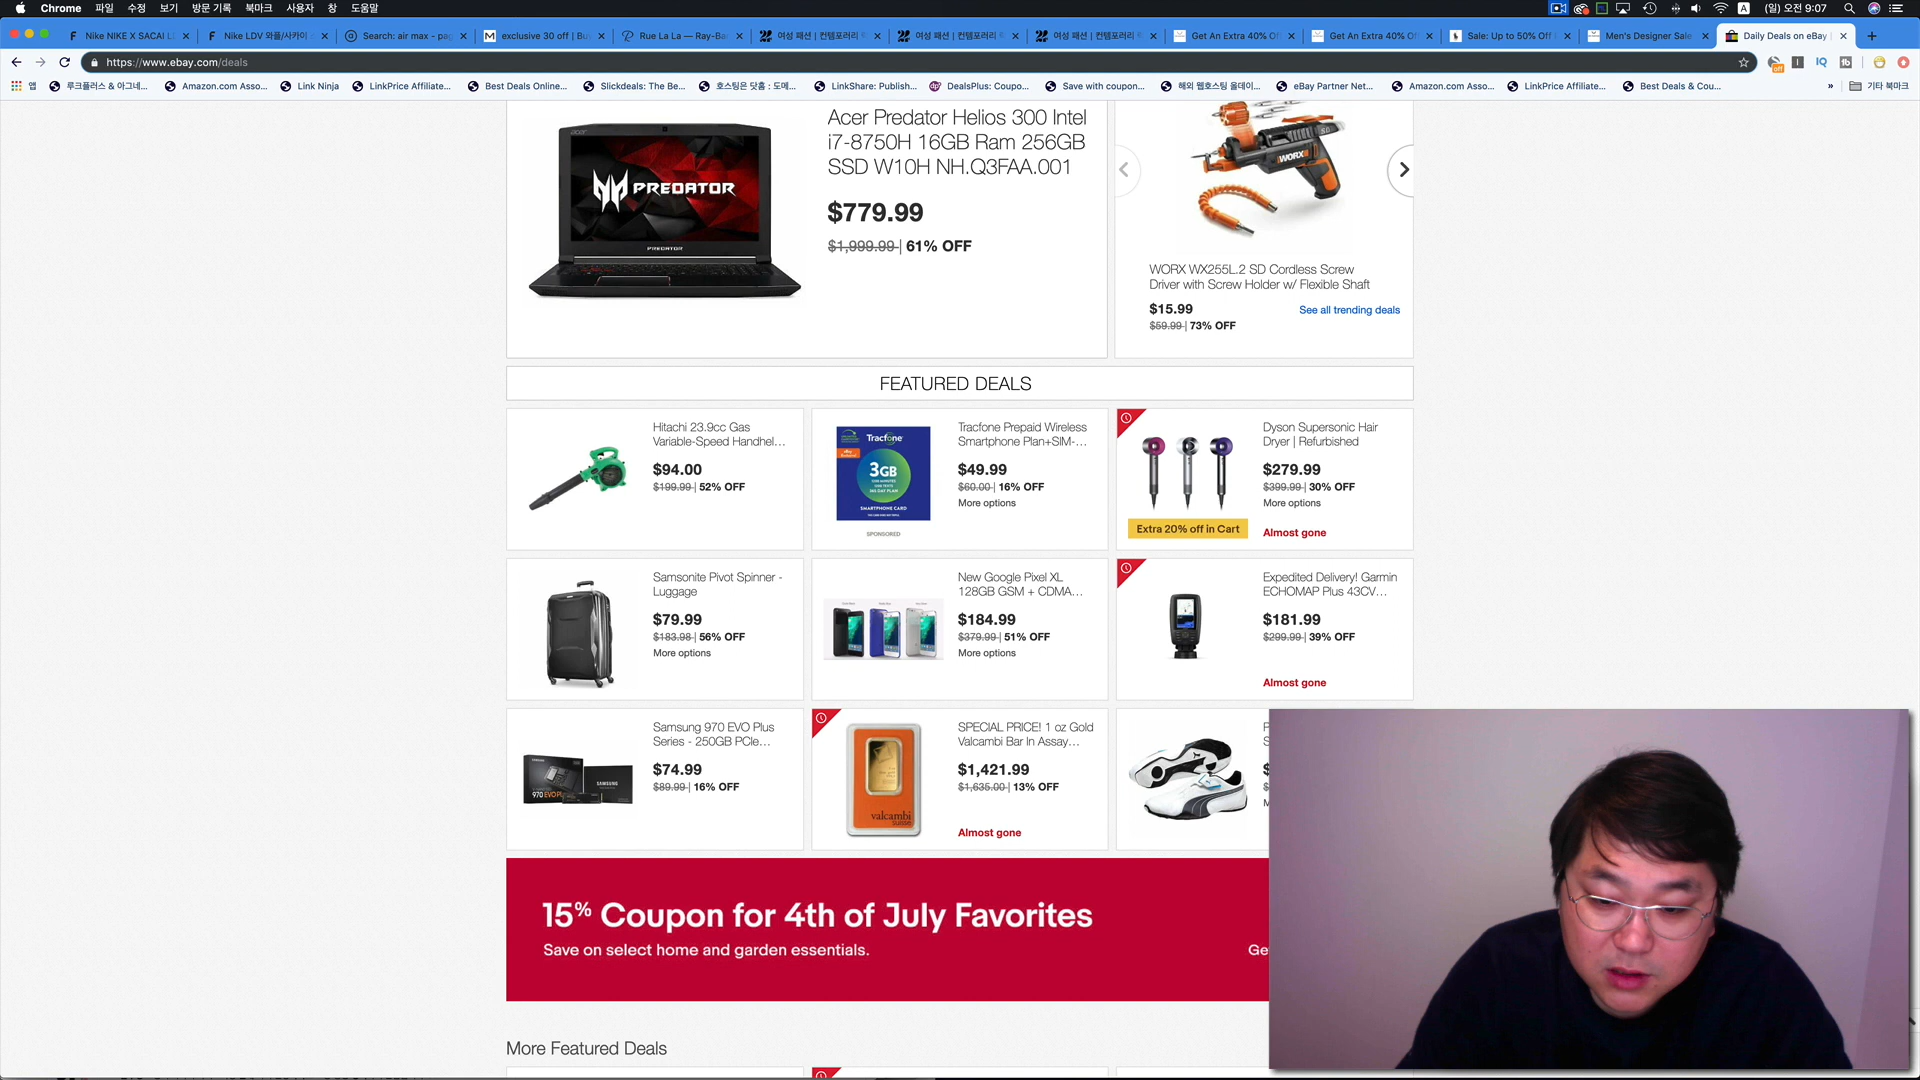 Chrome 파일 수정 보기 방문 기록 북마크 사용자 창 도움말
A (일) 오전 9:07
Nike NIKE X SACAI L
Nike LDV 와플/사카이
Search: air max - pag
exclusive 30 off | Bu
Rue La La — Ray-Ba
여성 패션 | 컨템포러리
여성 패션 | 컨템포러리
여성 패션 | 컨템포러리
Get An Extra 40% Of
Get An Extra 40% Of
Sale: Up to 50% Off
Men's Designer Sale
Daily Deals on eBay |
https://www.ebay.com/deals
off
IQ
앱
루크플러스 & 아그네...
Amazon.com Asso...
Link Ninja
LinkPrice Affiliate...
Best Deals Online...
Slickdeals: The Be...
호스팅은 닷홈 : 도메...
LinkShare: Publish...
DealsPlus: Coupo...
Save with coupon...
해외 웹호스팅 올데이...
eBay Partner Net...
Amazon.com Asso...
LinkPrice Affiliate...
Best Deals & Cou...
»
기타 북마크
acer
PREDATOR
PREDATOR
Acer Predator Helios 300 Intel
i7-8750H 16GB Ram 256GB
SSD W10H NH.Q3FAA.001
$779.99
$1,999.99 | 61% OFF
WORX
WORX WX255L.2 SD Cordless Screw
Driver with Screw Holder w/ Flexible Shaft
$15.99
See all trending deals
$59.99 | 73% OFF
FEATURED DEALS
Hitachi 23.9cc Gas
Variable-Speed Handhel...
$94.00
$199.99 | 52% OFF
Tracfone
3GB
SMARTPHONE CARD
SPONSORED
Tracfone Prepaid Wireless
Smartphone Plan+SIM-...
$49.99
$60.00 | 16% OFF
More options
Dyson Supersonic Hair
Dryer | Refurbished
$279.99
$399.99 | 30% OFF
More options
Extra 20% off in Cart
Almost gone
Samsonite Pivot Spinner -
Luggage
$79.99
$183.98 | 56% OFF
More options
New Google Pixel XL
128GB GSM + CDMA...
$184.99
$379.99 | 51% OFF
More options
Expedited Delivery! Garmin
ECHOMAP Plus 43CV...
$181.99
$299.99 | 39% OFF
Almost gone
SAMSUNG
970 EVO
Samsung 970 EVO Plus
Series - 250GB PCIe...
$74.99
$89.99 | 16% OFF
valcambi
suisse
SPECIAL PRICE! 1 oz Gold
Valcambi Bar In Assay...
$1,421.99
$1,635.00 | 13% OFF
Almost gone
15% Coupon for 4th of July Favorites
Save on select home and garden essentials.
Ge
More Featured Deals